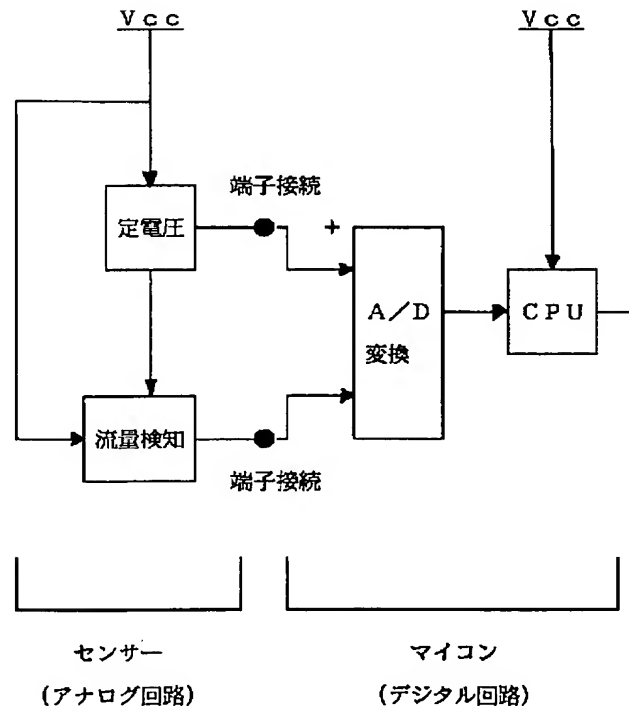 Ｖｃｃ
Ｖｃｃ
端子接続
定電圧
＋
Ａ／Ｄ
変換
ＣＰＵ
流量検知
端子接続
センサー
マイコン
(アナログ回路)
(デジタル回路)